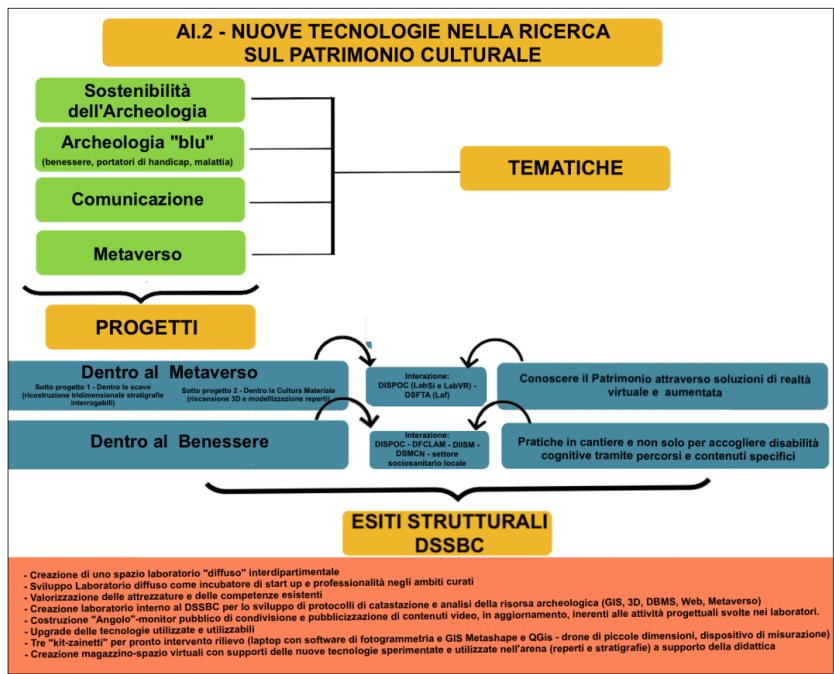 AI.2 - NUOVE TECNOLOGIE NELLA RICERCA
SUL PATRIMONIO CULTURALE
Sostenibilità
dell'Archeologia
Archeologia "blu"
(benessere, portatori di handicap, malattia)
Comunicazione
Metaverso
TEMATICHE
PROGETTI
Dentro al Metaverso
Sotto progetto 1 - Dentro lo scavo
(ricostruzione tridimensionale stratigrafie
interrogabili)
Sotto progetto 2 - Dentro la Cultura Materiale
(riscansione 3D e modellizzazione reperti)
Interazione:
DISPOC (LabSi e LabVR) -
DSFTA (Laf)
Conoscere il Patrimonio attraverso soluzioni di realtà
virtuale e aumentata
Dentro al Benessere
Interazione:
DISPOC - DFCLAM - DIISM -
DSMCN - settore
sociosanitario locale
Pratiche in cantiere e non solo per accogliere disabilità
cognitive tramite percorsi e contenuti specifici
ESITI STRUTTURALI
DSSBC
- Creazione di uno spazio laboratorio "diffuso" interdipartimentale
- Sviluppo Laboratorio diffuso come incubatore di start up e professionalità negli ambiti curati
- Valorizzazione delle attrezzature e delle competenze esistenti
- Creazione laboratorio interno al DSSBC per lo sviluppo di protocolli di catastazione e analisi della risorsa archeologica (GIS, 3D, DBMS, Web, Metaverso)
- Costruzione "Angolo"-monitor pubblico di condivisione e pubblicizzazione di contenuti video, in aggiornamento, inerenti alle attività progettuali svolte nei laboratori.
- Upgrade delle tecnologie utilizzate e utilizzabili
- Tre "kit-zainetti" per pronto intervento rilievo (laptop con software di fotogrammetria e GIS Metashape e QGis - drone di piccole dimensioni, dispositivo di misurazione)
- Creazione magazzino-spazio virtuali con supporti delle nuove tecnologie sperimentate e utilizzate nell'arena (reperti e stratigrafie) a supporto della didattica